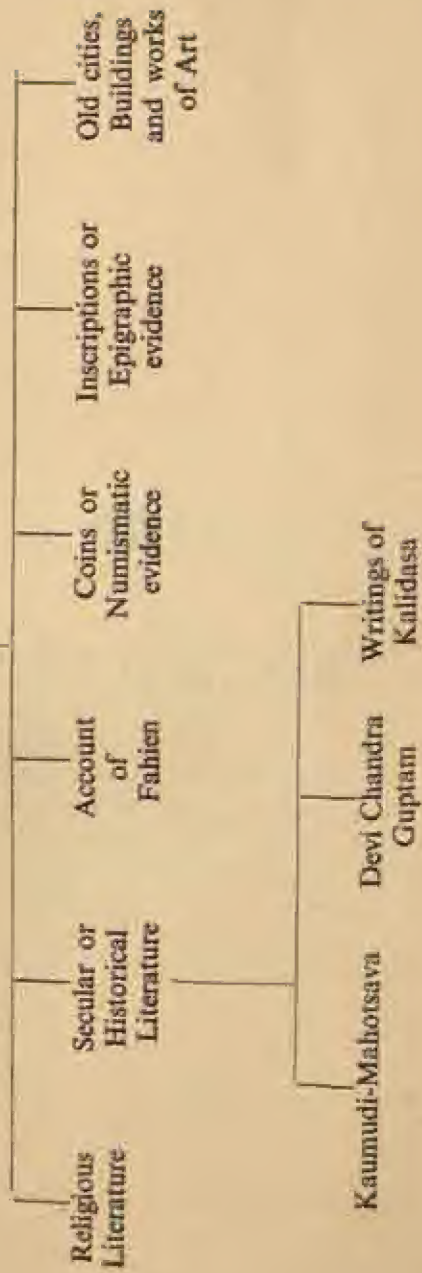 Religious
Literature
Secular or
Historical
Literature
Account
of
Fahien
Coins or
Numismatic
evidence
Inscriptions or
Epigraphic
evidence
Old cities,
Buildings
and works
of Art
Kaumudi-Mahotsava
Devi Chandra
Guptam
Writings of
Kalidasa